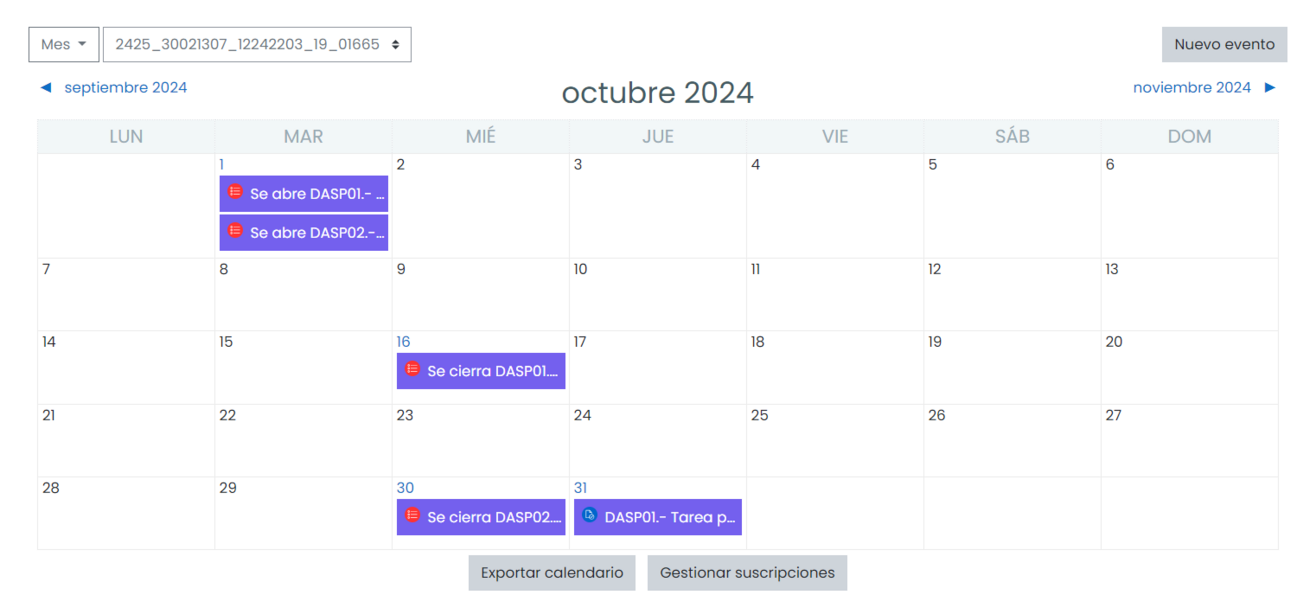 Mes 2425_30021307_12242203_19_01665 Nuevo evento
septiembre 2024 octubre 2024 noviembre 2024
LUN MAR MIÉ JUE VIE SÁB DOM
1 2 3 4 5 6
Se abre DASP01.- ...
Se abre DASP02.-...
7 8 9 10 11 12 13
14 15 16 17 18 19 20
Se cierra DASP01....
21 22 23 24 25 26 27
28 29 30 31
Se cierra DASP02.... DASP01.- Tarea p...
Exportar calendario Gestionar suscripciones